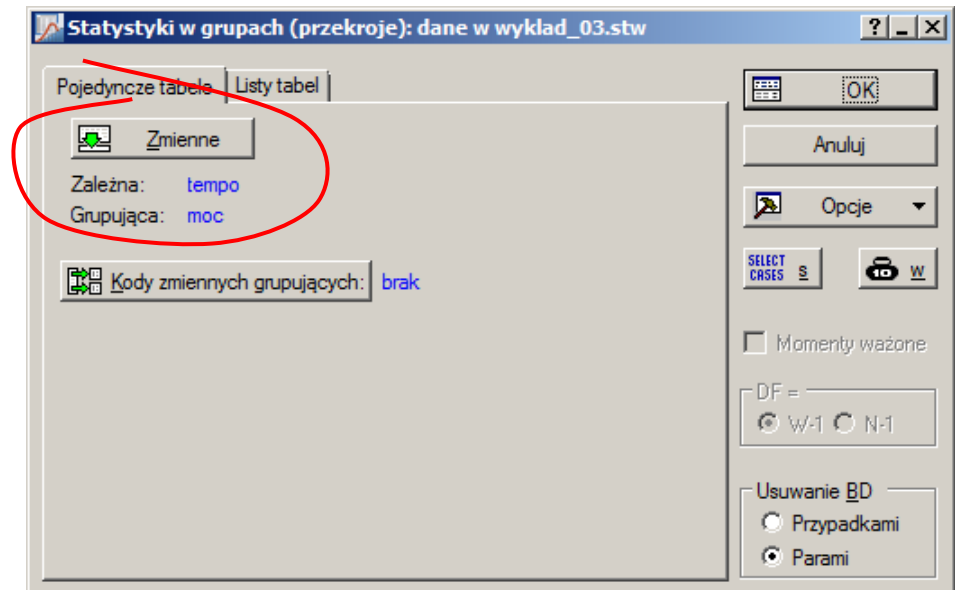 Statystyki w grupach (przekroje): dane w wyklad_03.stw
Pojedyncze tabele
Listy tabel
OK
Zmienne
Anuluj
Zależna: tempo
Grupująca: moc
Opcje
Kody zmiennych grupujących: brak
SELECT CASES S
W
Momenty ważone
DF =
W-1 N-1
Usuwanie BD
Przypadkami
Parami